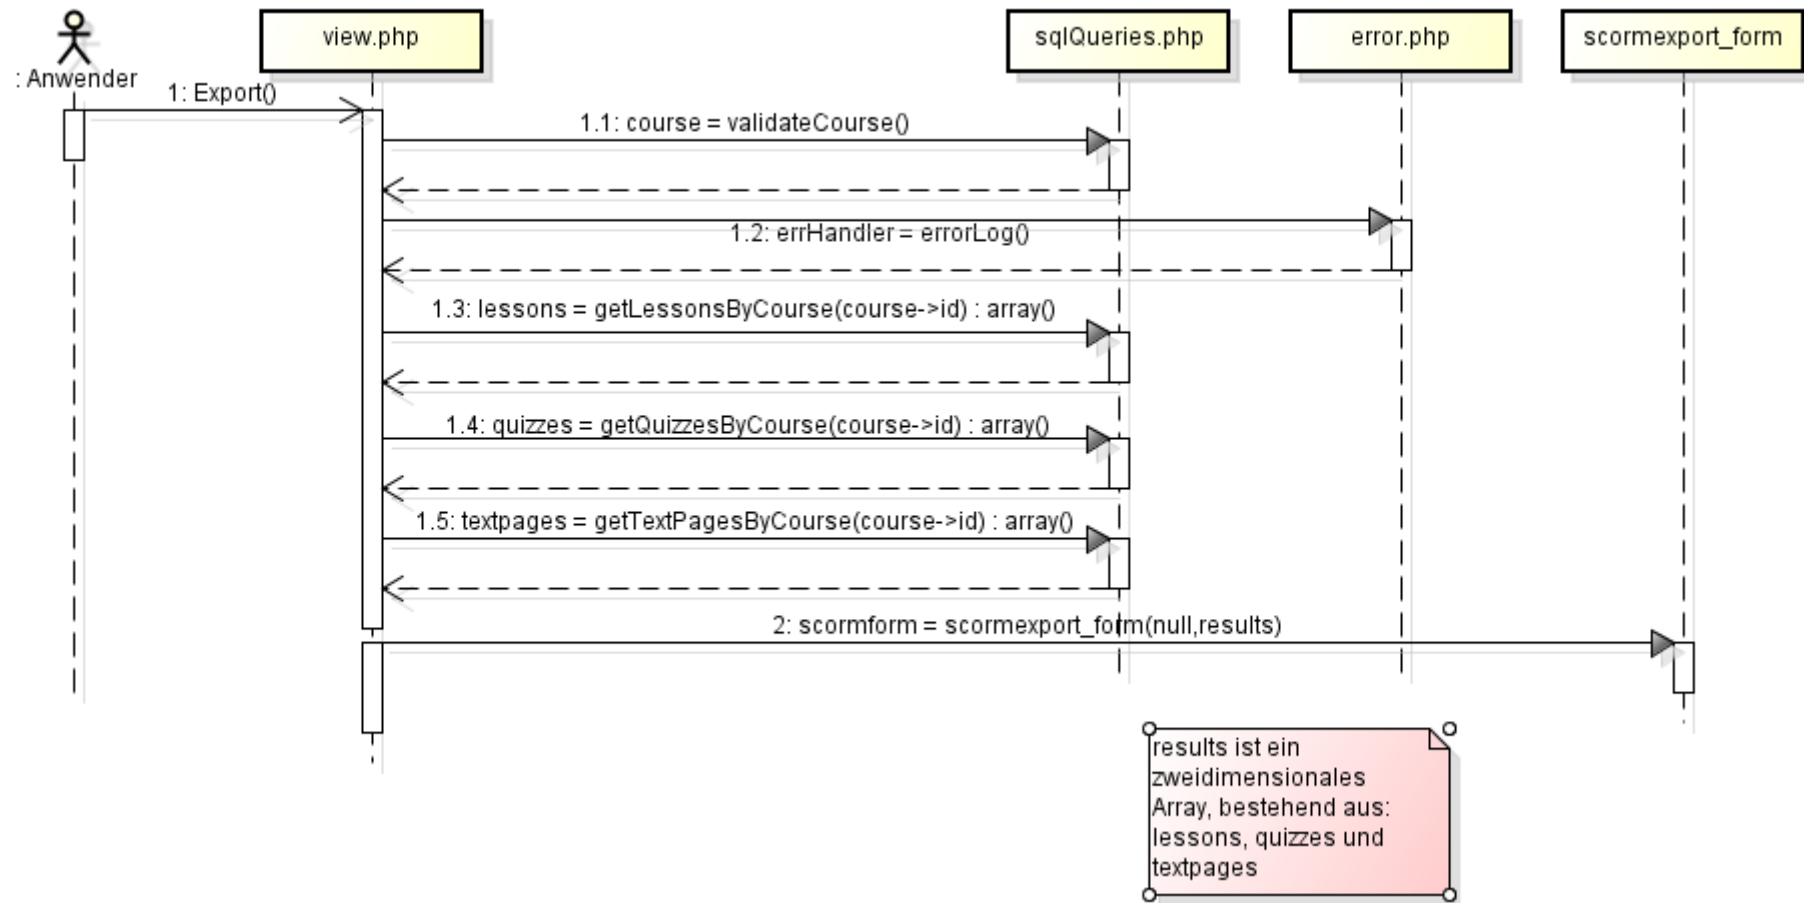 view.php
sqlQueries.php
error.php
scormexport_form
: Anwender
1: Export()
1.1: course = validateCourse()
1.2: errHandler = errorLog()
1.3: lessons = getLessonsByCourse(course->id) : array()
1.4: quizzes = getQuizzesByCourse(course->id) : array()
1.5: textpages = getTextPagesByCourse(course->id) : array()
2: scormform = scormexport_form(null,results)
results ist ein
zweidimensionales
Array, bestehend aus:
lessons, quizzes und
textpages